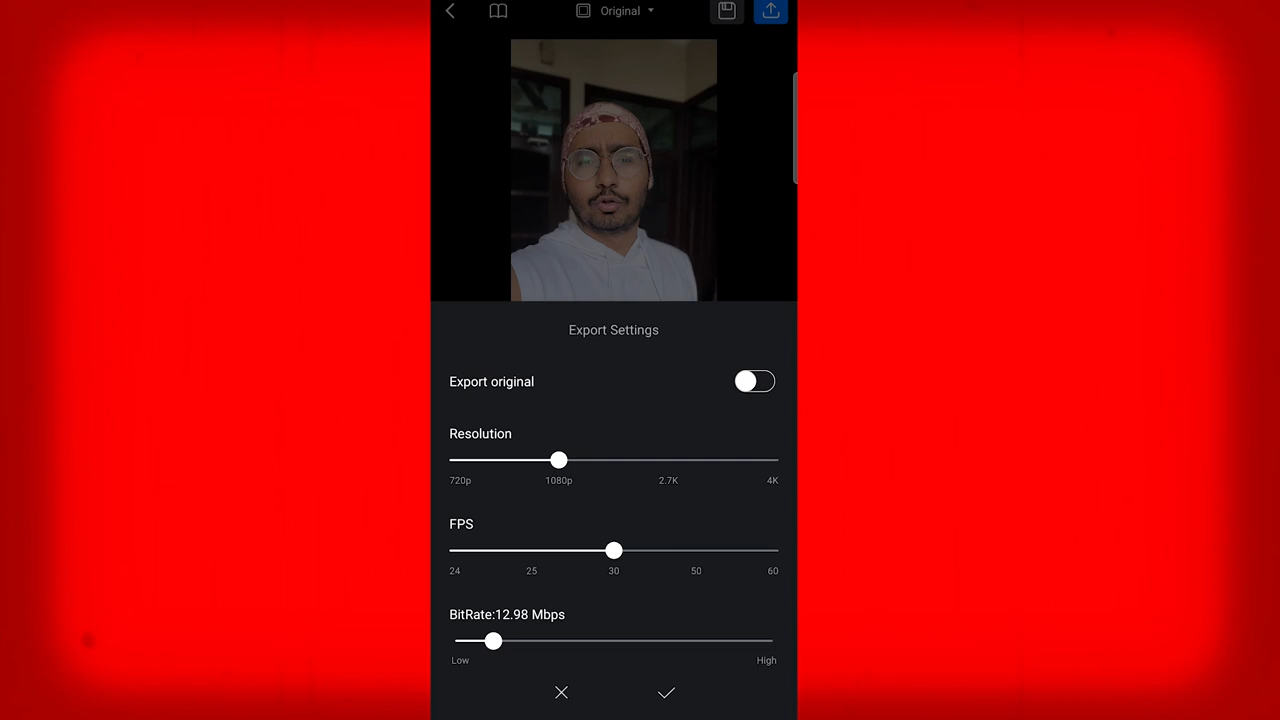 Original
Export Settings
Export original
Resolution
720p 1080p 2.7K 4K
FPS
24 25 30 50 60
BitRate:12.98 Mbps
Low High